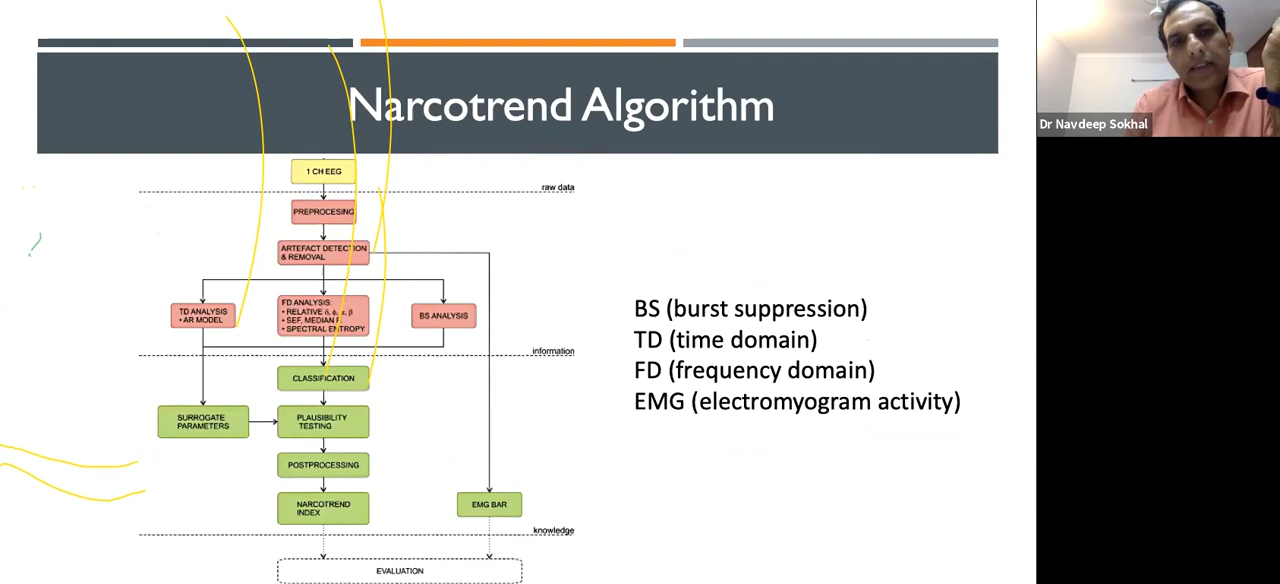 Narcotrend Algorithm
Dr Navdeep Sokhal
1 CH EEG
raw data
PREPROCESING
ARTEFACT DETECTION
& REMOVAL
TD ANALYSIS
• AR MODEL
FD ANALYSIS:
• RELATIVE δ, ϕ, α, β
• SEF, MEDIAN F.
• SPECTRAL ENTROPY
BS ANALYSIS
information
CLASSIFICATION
SURROGATE
PARAMETERS
PLAUSIBILITY
TESTING
POSTPROCESSING
NARCOTREND
INDEX
EMG BAR
knowledge
EVALUATION
BS (burst suppression)
TD (time domain)
FD (frequency domain)
EMG (electromyogram activity)